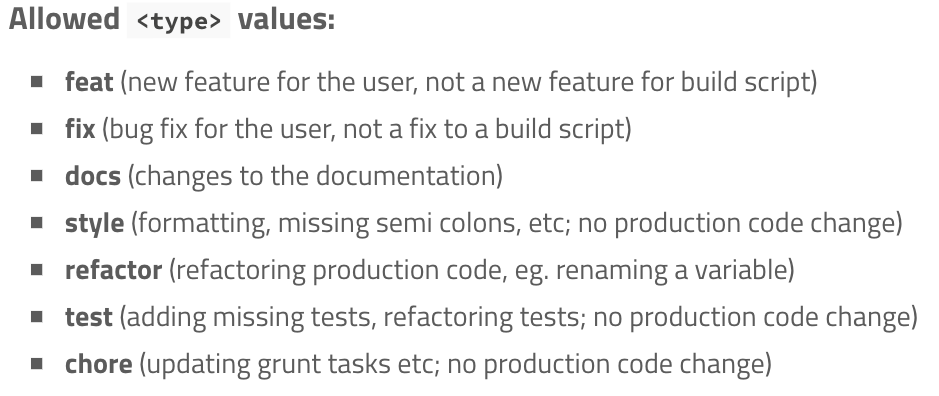 Allowed <type> values:
feat (new feature for the user, not a new feature for build script)
fix (bug fix for the user, not a fix to a build script)
docs (changes to the documentation)
style (formatting, missing semi colons, etc; no production code change)
refactor (refactoring production code, eg. renaming a variable)
test (adding missing tests, refactoring tests; no production code change)
chore (updating grunt tasks etc; no production code change)